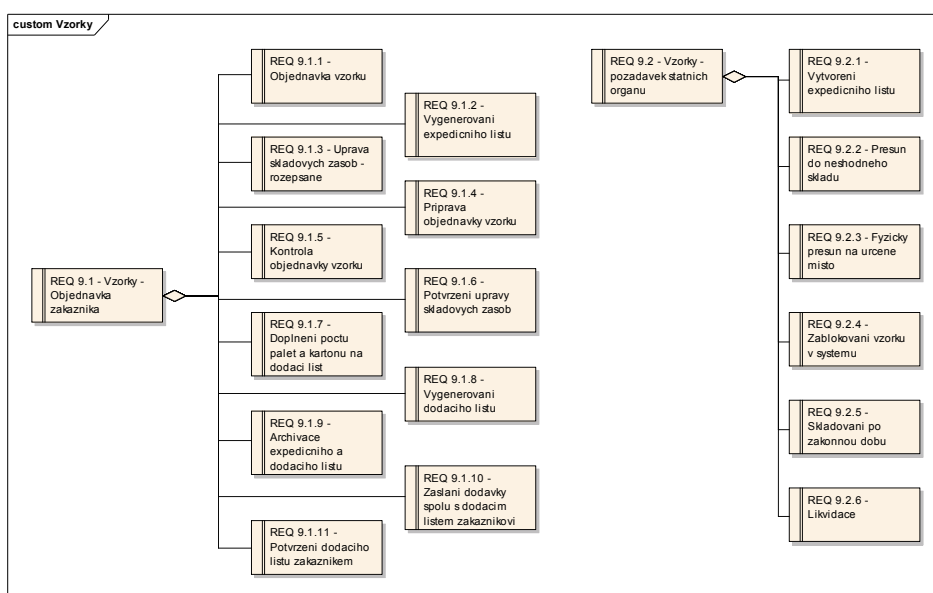 custom Vzorky
REQ 9.1 - Vzorky -
Objednavka
zakaznika
REQ 9.1.1 -
Objednavka vzorku
REQ 9.1.2 -
Vygenerovani
expedicniho listu
REQ 9.1.3 - Uprava
skladovych zasob -
rozepsane
REQ 9.1.4 -
Priprava
objednavky vzorku
REQ 9.1.5 -
Kontrola
objednavky vzorku
REQ 9.1.6 -
Potvrzeni upravy
skladovych zasob
REQ 9.1.7 -
Doplneni poctu
palet a kartonu na
dodaci list
REQ 9.1.8 -
Vygenerovani
dodaciho listu
REQ 9.1.9 -
Archivace
expedicniho a
dodaciho listu
REQ 9.1.10 -
Zaslani dodavky
spolu s dodacim
listem zakaznikovi
REQ 9.1.11 -
Potvrzeni dodaciho
listu zakaznikem
REQ 9.2 - Vzorky -
pozadavek statnich
organu
REQ 9.2.1 -
Vytvoreni
expedicniho listu
REQ 9.2.2 - Presun
do neshodneho
skladu
REQ 9.2.3 - Fyzicky
presun na urcene
misto
REQ 9.2.4 -
Zablokovani vzorku
v systemu
REQ 9.2.5 -
Skladovani po
zakonnou dobu
REQ 9.2.6 -
Likvidace